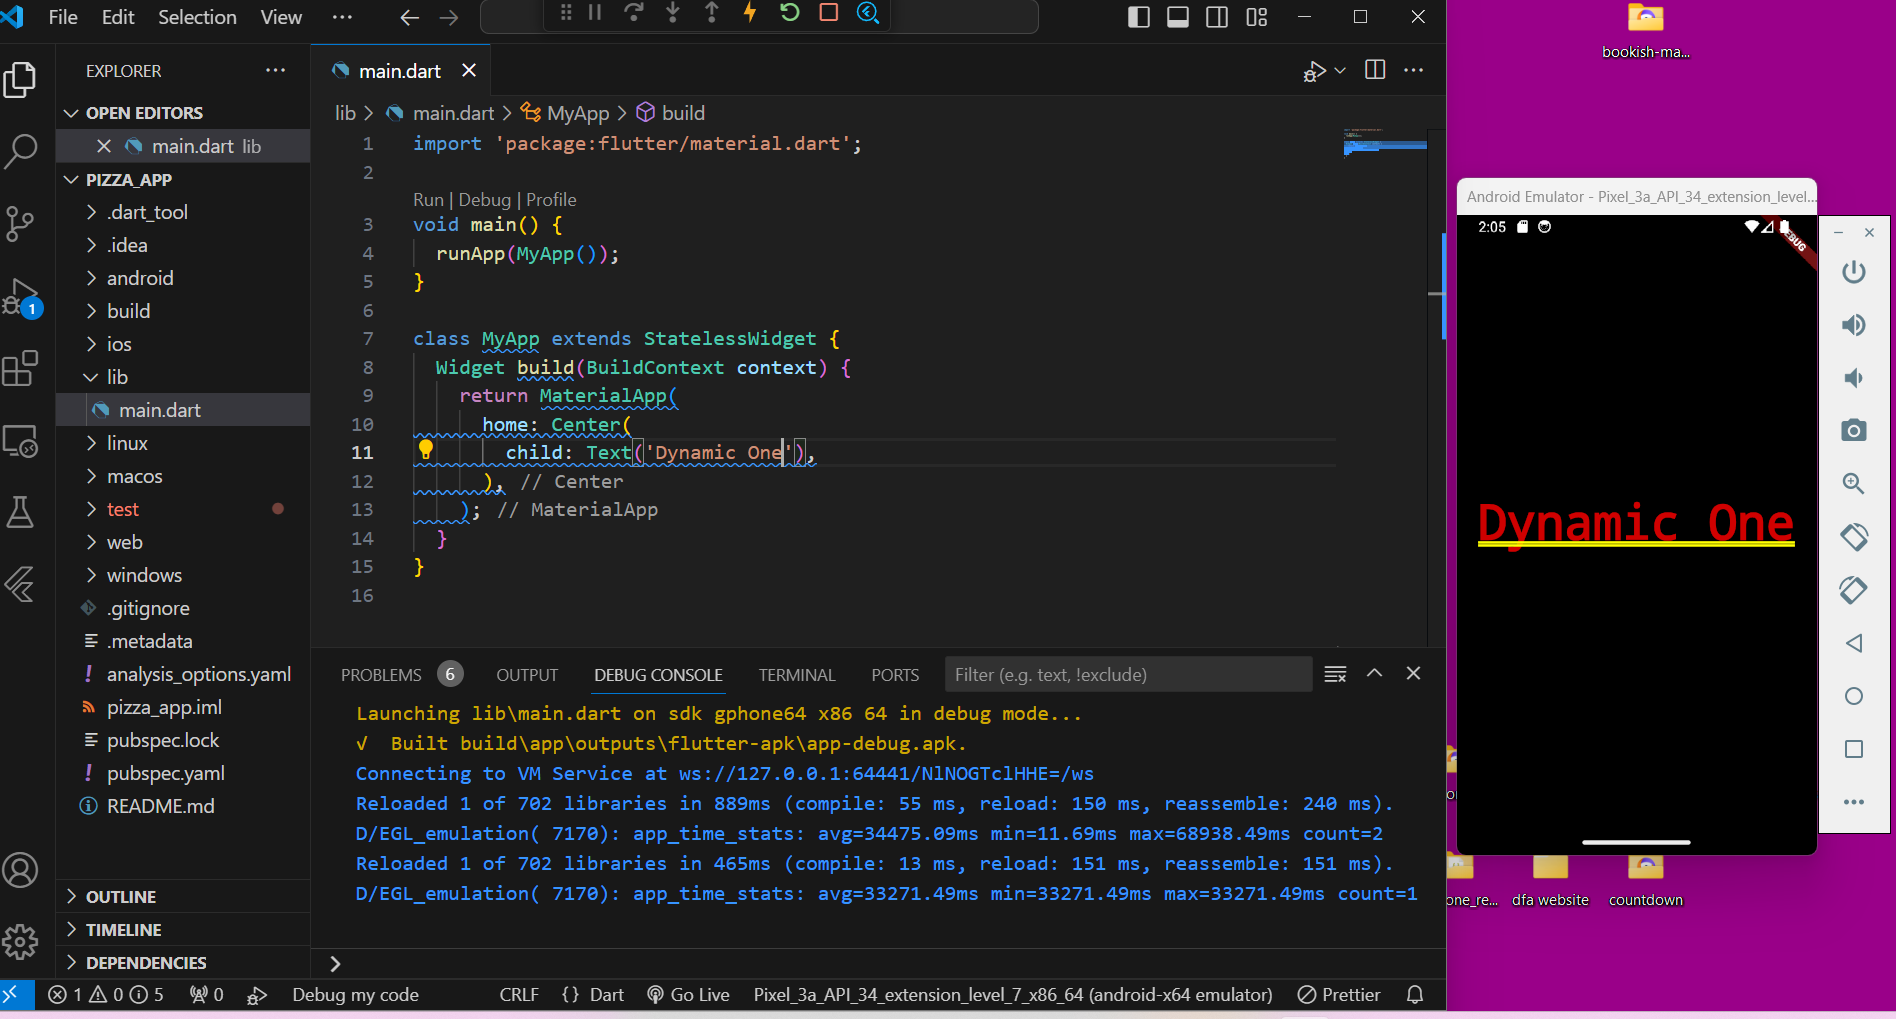 File Edit Selection View ···
EXPLORER
OPEN EDITORS
main.dart lib
PIZZA_APP
.dart_tool
.idea
android
build
ios
lib
main.dart
linux
macos
test
web
windows
.gitignore
.metadata
analysis_options.yaml
pizza_app.iml
pubspec.lock
pubspec.yaml
README.md
OUTLINE
TIMELINE
DEPENDENCIES
1
main.dart
lib > main.dart > MyApp > build
1 import 'package:flutter/material.dart';
2
Run | Debug | Profile
3 void main() {
4 runApp(MyApp());
5 }
6
7 class MyApp extends StatelessWidget {
8 Widget build(BuildContext context) {
9 return MaterialApp(
10 home: Center(
11 child: Text('Dynamic One'),
12 ), // Center
13 ); // MaterialApp
14 }
15 }
16
PROBLEMS 6 OUTPUT DEBUG CONSOLE TERMINAL PORTS Filter (e.g. text, !exclude)
Launching lib\main.dart on sdk gphone64 x86 64 in debug mode...
√ Built build\app\outputs\flutter-apk\app-debug.apk.
Connecting to VM Service at ws://127.0.0.1:64441/NlNOGTclHHE=/ws
Reloaded 1 of 702 libraries in 889ms (compile: 55 ms, reload: 150 ms, reassemble: 240 ms).
D/EGL_emulation( 7170): app_time_stats: avg=34475.09ms min=11.69ms max=68938.49ms count=2
Reloaded 1 of 702 libraries in 465ms (compile: 13 ms, reload: 151 ms, reassemble: 151 ms).
D/EGL_emulation( 7170): app_time_stats: avg=33271.49ms min=33271.49ms max=33271.49ms count=1
>
1 0 5 0 Debug my code CRLF {} Dart Go Live Pixel_3a_API_34_extension_level_7_x86_64 (android-x64 emulator) Prettier
bookish-ma...
Android Emulator - Pixel_3a_API_34_extension_level...
2:05
DEBUG
Dynamic One
one_re... dfa website countdown